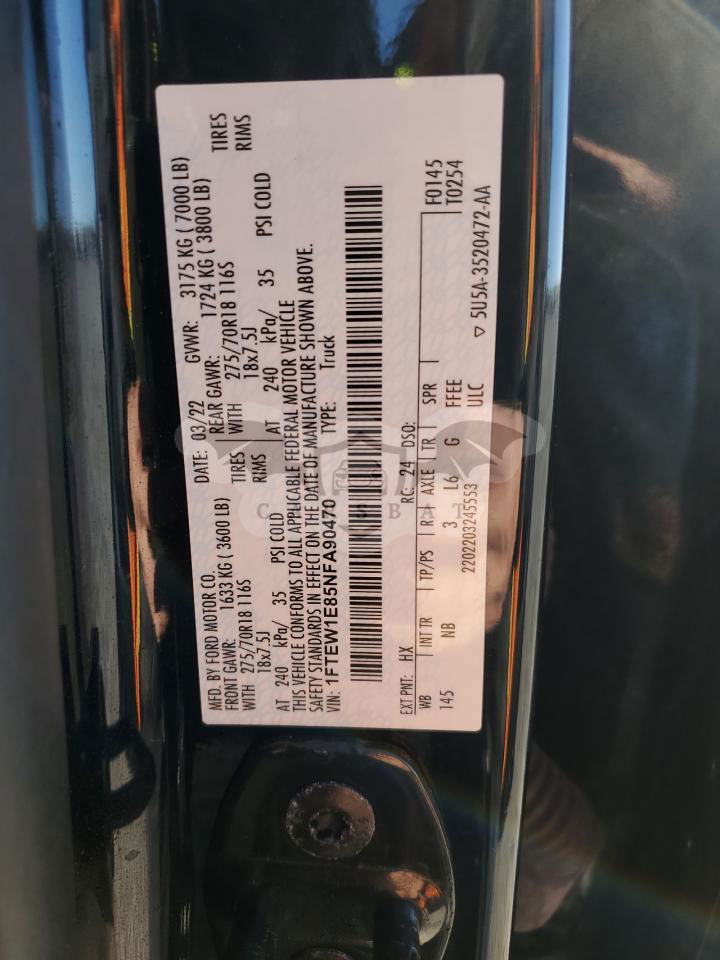 MFD. BY FORD MOTOR CO. DATE: 03/22 GVWR: 3175 KG ( 7000 LB)
FRONT GAWR: 1633 KG ( 3600 LB) REAR GAWR: 1724 KG ( 3800 LB)
WITH 275/70R18 116S TIRES WITH 275/70R18 116S TIRES
18x7.5J RIMS 18x7.5J RIMS
AT 240 kPa/ 35 PSI COLD AT 240 kPa/ 35 PSI COLD
THIS VEHICLE CONFORMS TO ALL APPLICABLE FEDERAL MOTOR VEHICLE
SAFETY STANDARDS IN EFFECT ON THE DATE OF MANUFACTURE SHOWN ABOVE.
VIN: 1FTEW1E85NFA90470 TYPE: Truck
EXT PNT: HX RC: 24 DSO: F0145
WB INT TR TP/PS R AXLE TR SPR T0254
145 NB 3 L6 G FFEE
2202203245553 ULC ▽ 5U5A-3520472-AA